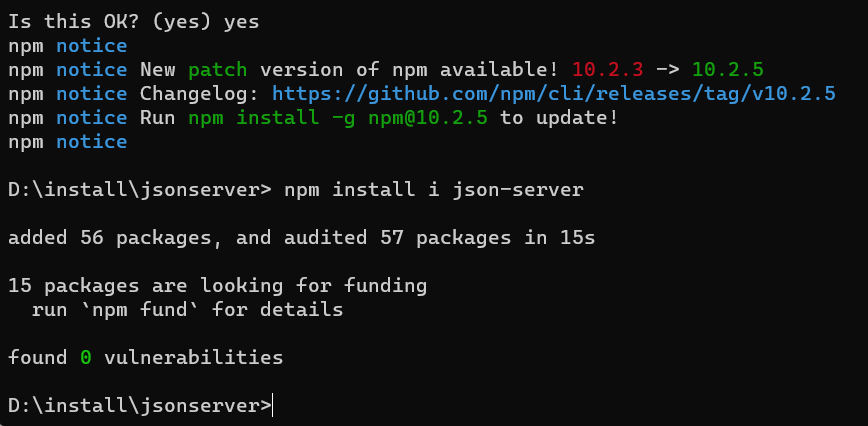 Is this OK? (yes) yes
npm notice
npm notice New patch version of npm available! 10.2.3 -> 10.2.5
npm notice Changelog: https://github.com/npm/cli/releases/tag/v10.2.5
npm notice Run npm install -g npm@10.2.5 to update!
npm notice
D:\install\jsonserver> npm install i json-server
added 56 packages, and audited 57 packages in 15s
15 packages are looking for funding
  run `npm fund` for details
found 0 vulnerabilities
D:\install\jsonserver>